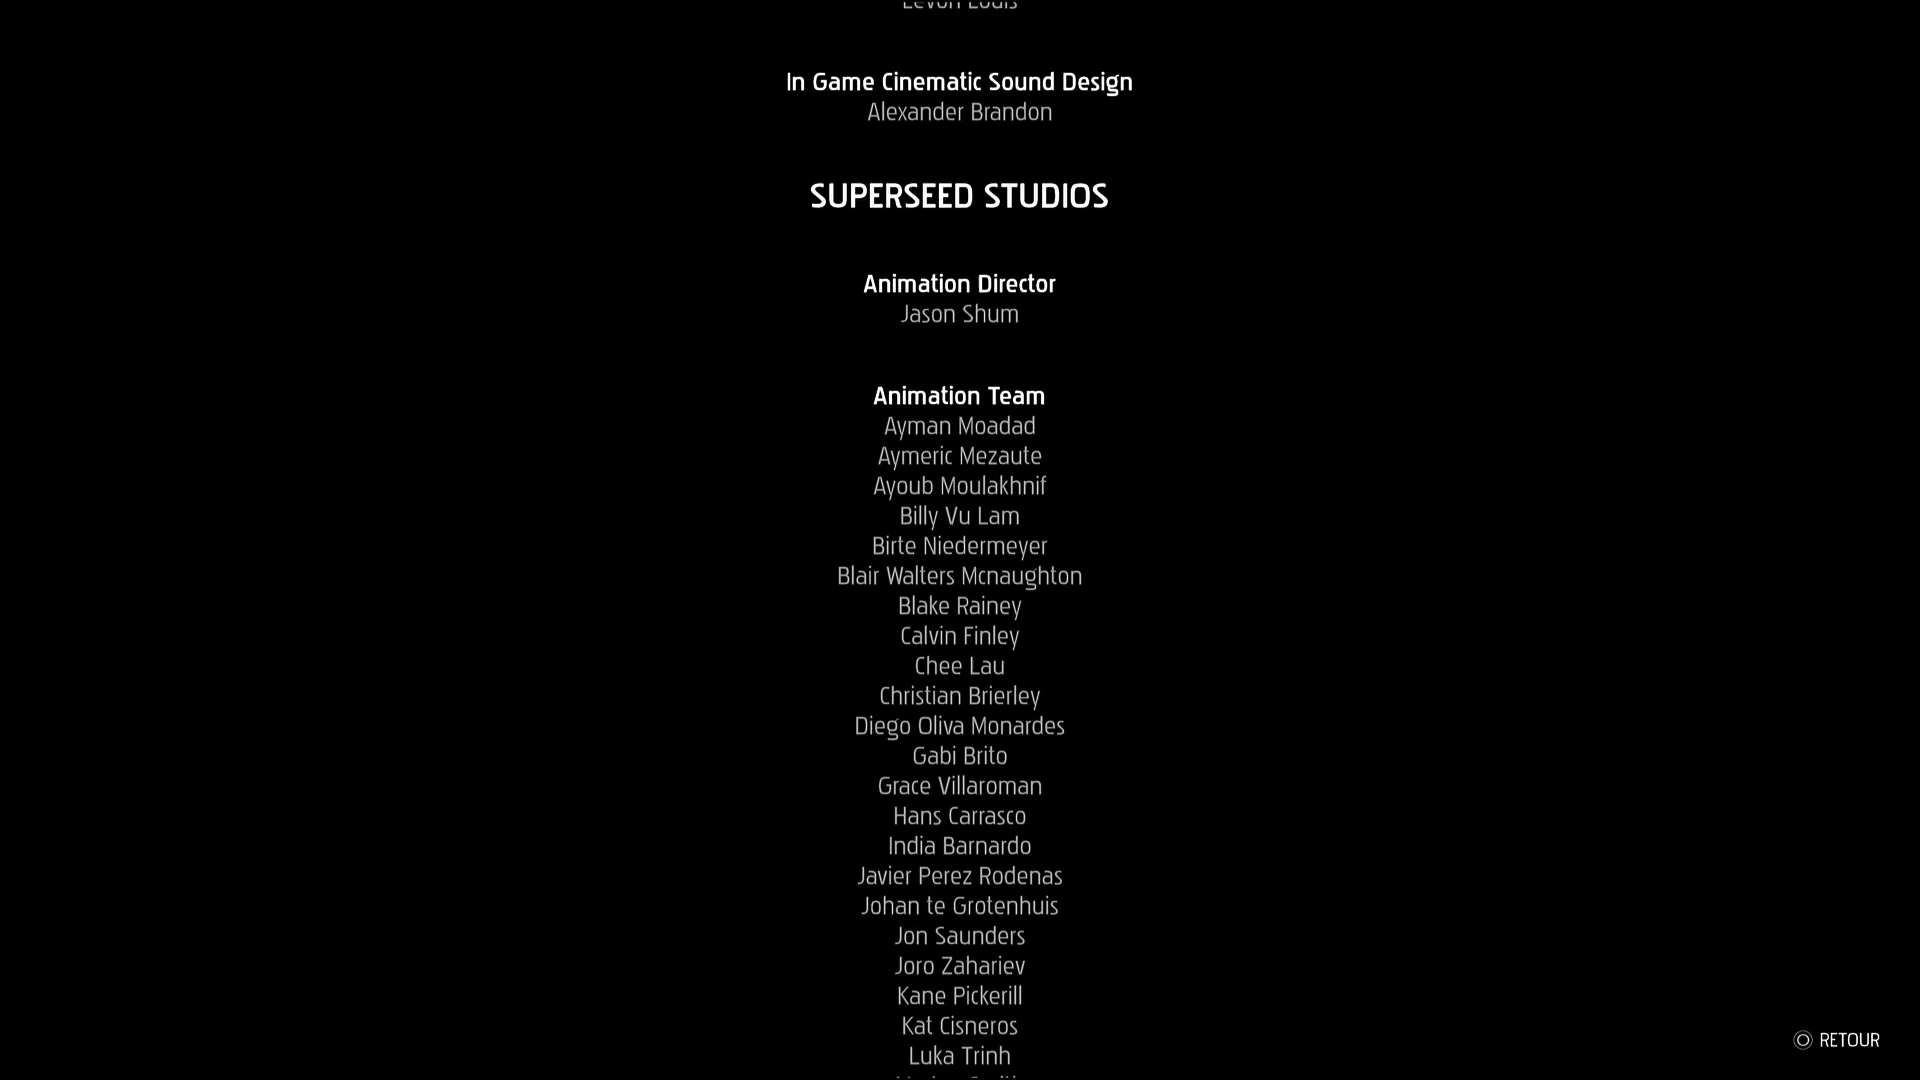 In Game Cinematic Sound Design
Alexander Brandon
SUPERSEED STUDIOS
Animation Director
Jason Shum
Animation Team
Ayman Moadad
Aymeric Mezaute
Ayoub Moulakhnif
Billy Vu Lam
Birte Niedermeyer
Blair Walters Mcnaughton
Blake Rainey
Calvin Finley
Chee Lau
Christian Brierley
Diego Oliva Monardes
Gabi Brito
Grace Villaroman
Hans Carrasco
India Barnardo
Javier Perez Rodenas
Johan te Grotenhuis
Jon Saunders
Joro Zahariev
Kane Pickerill
Kat Cisneros
Luka Trinh
RETOUR